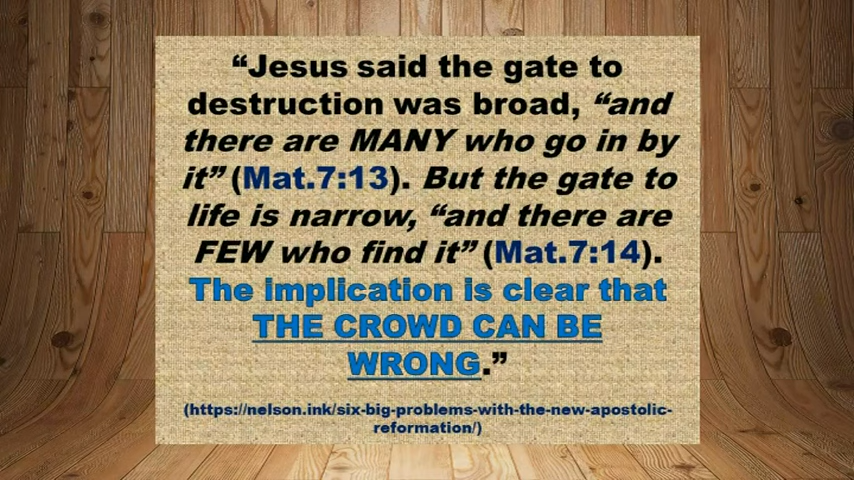 “Jesus said the gate to
destruction was broad, “and
there are MANY who go in by
it” (Mat.7:13). But the gate to
life is narrow, “and there are
FEW who find it” (Mat.7:14).
The implication is clear that
THE CROWD CAN BE
WRONG.”
(https://nelson.ink/six-big-problems-with-the-new-apostolic-
reformation/)